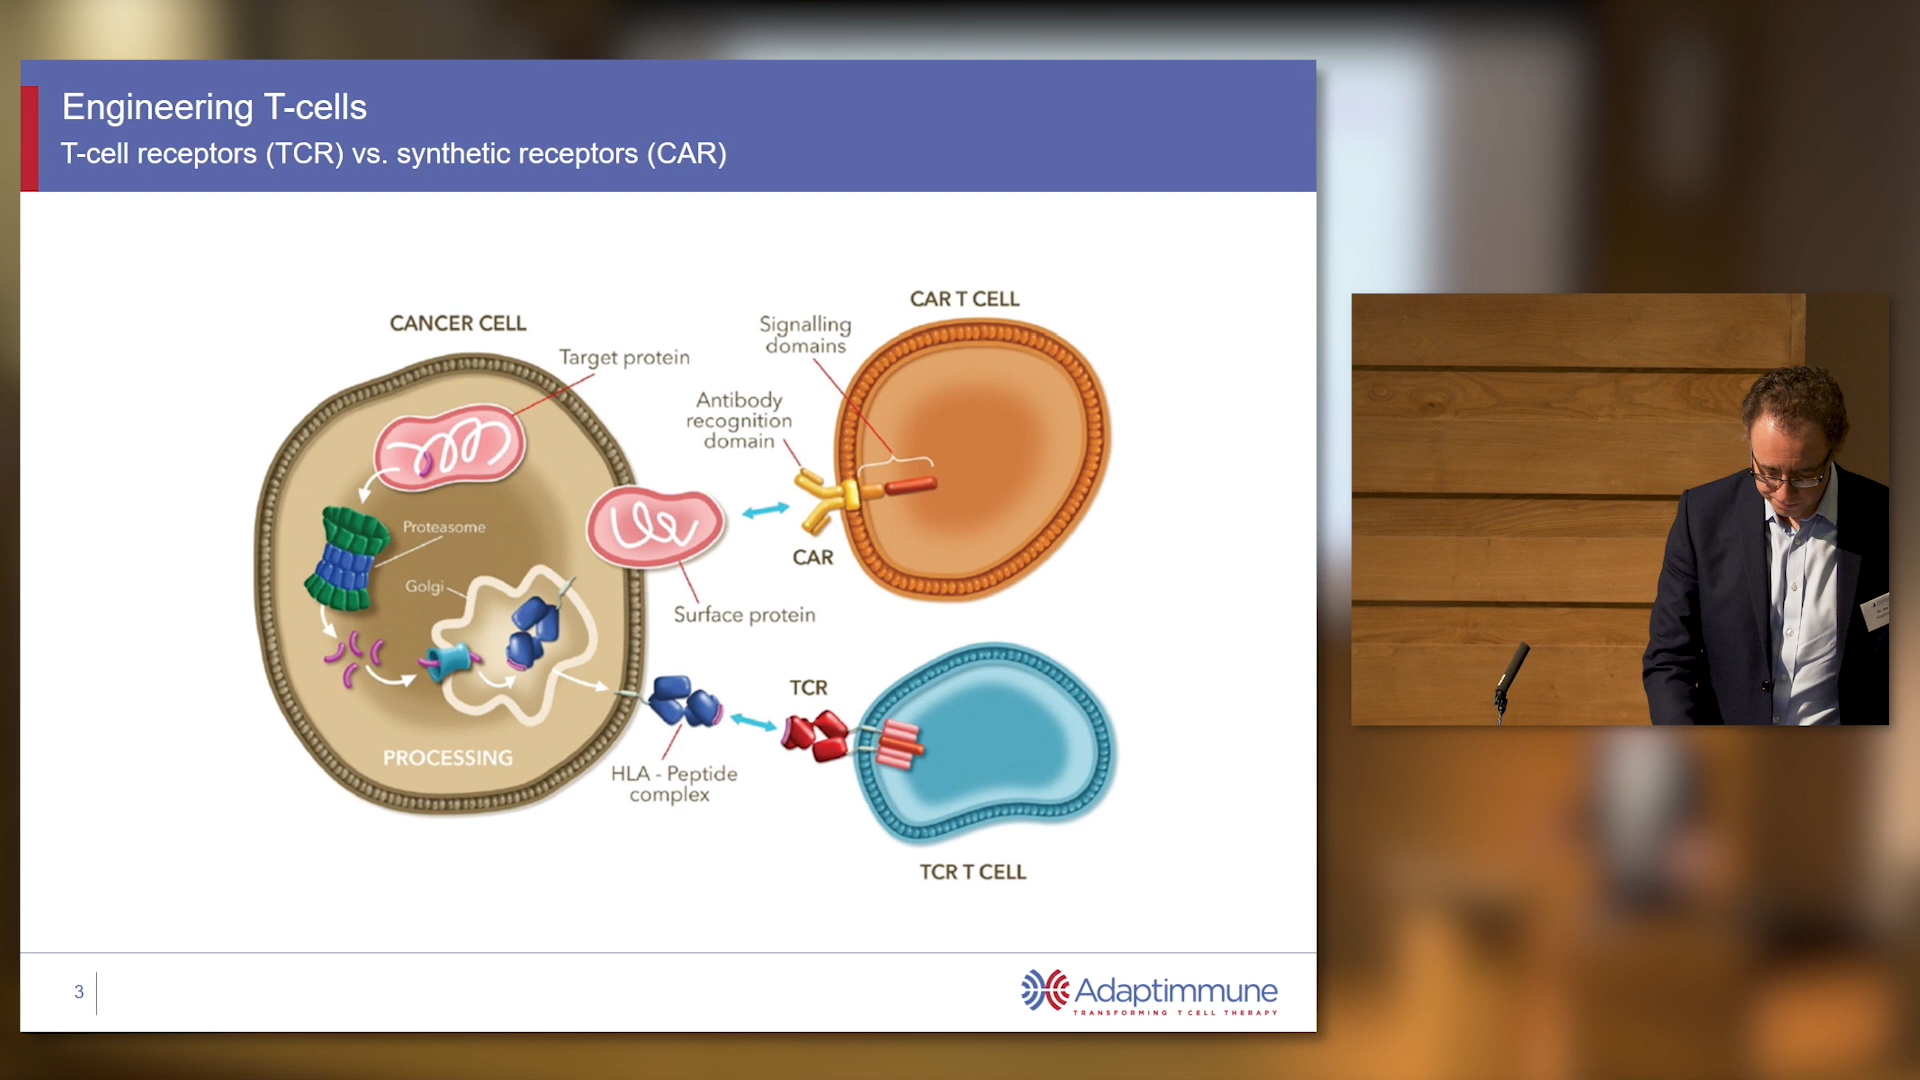 Engineering T-cells
T-cell receptors (TCR) vs. synthetic receptors (CAR)
CANCER CELL
Target protein
Proteasome
Golgi
PROCESSING
Signalling
domains
CAR T CELL
Antibody
recognition
domain
CAR
Surface protein
TCR
HLA - Peptide
complex
TCR T CELL
3
Adaptimmune
TRANSFORMING T CELL THERAPY